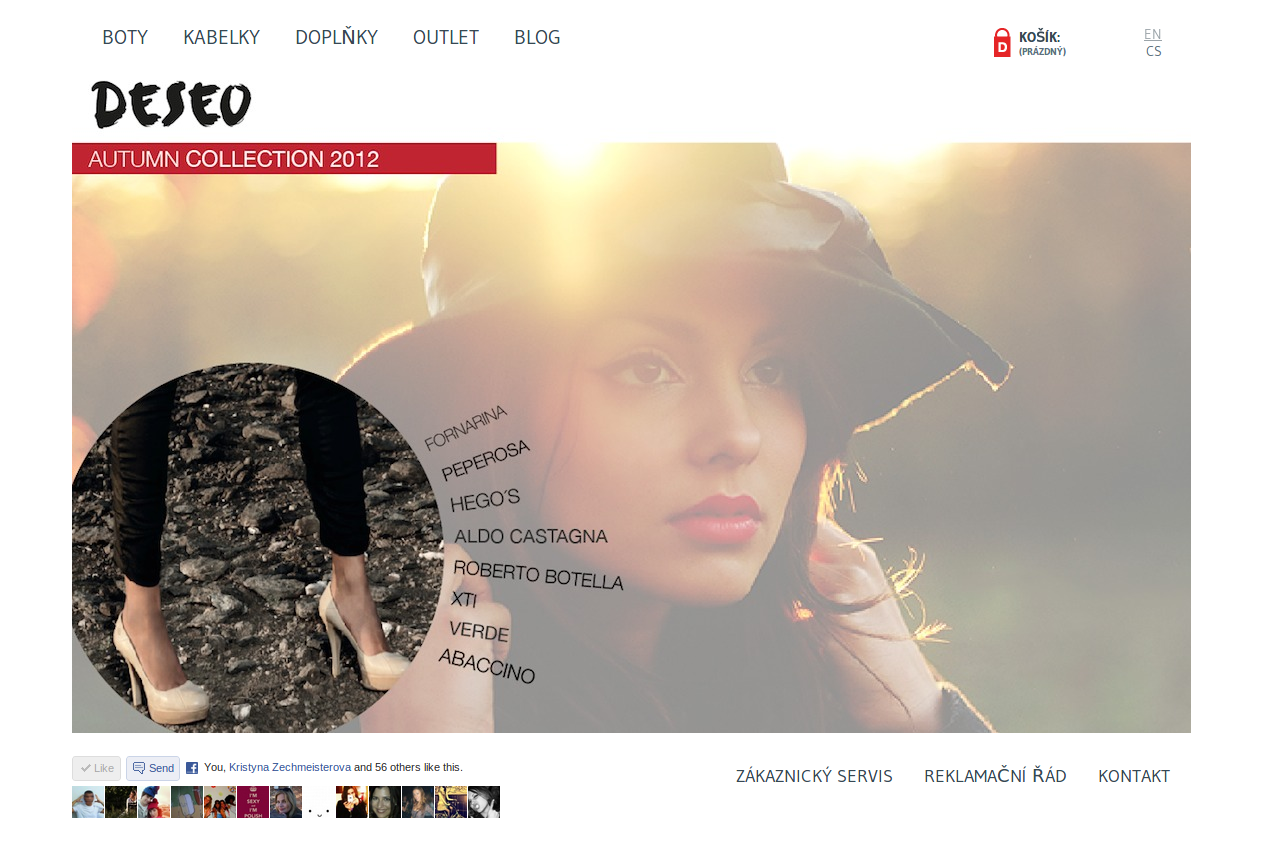 BOTY KABELKY DOPLŇKY OUTLET BLOG
KOŠÍK:
(PRÁZDNÝ)
EN
CS
DESEO
AUTUMN COLLECTION 2012
FORNARINA
PEPEROSA
HEGO´S
ALDO CASTAGNA
ROBERTO BOTELLA
XTI
VERDE
ABACCINO
Like Send You, Kristyna Zechmeisterova and 56 others like this.
I'M
SEXY
I'M
POLISH
ZÁKAZNICKÝ SERVIS REKLAMAČNÍ ŘÁD KONTAKT